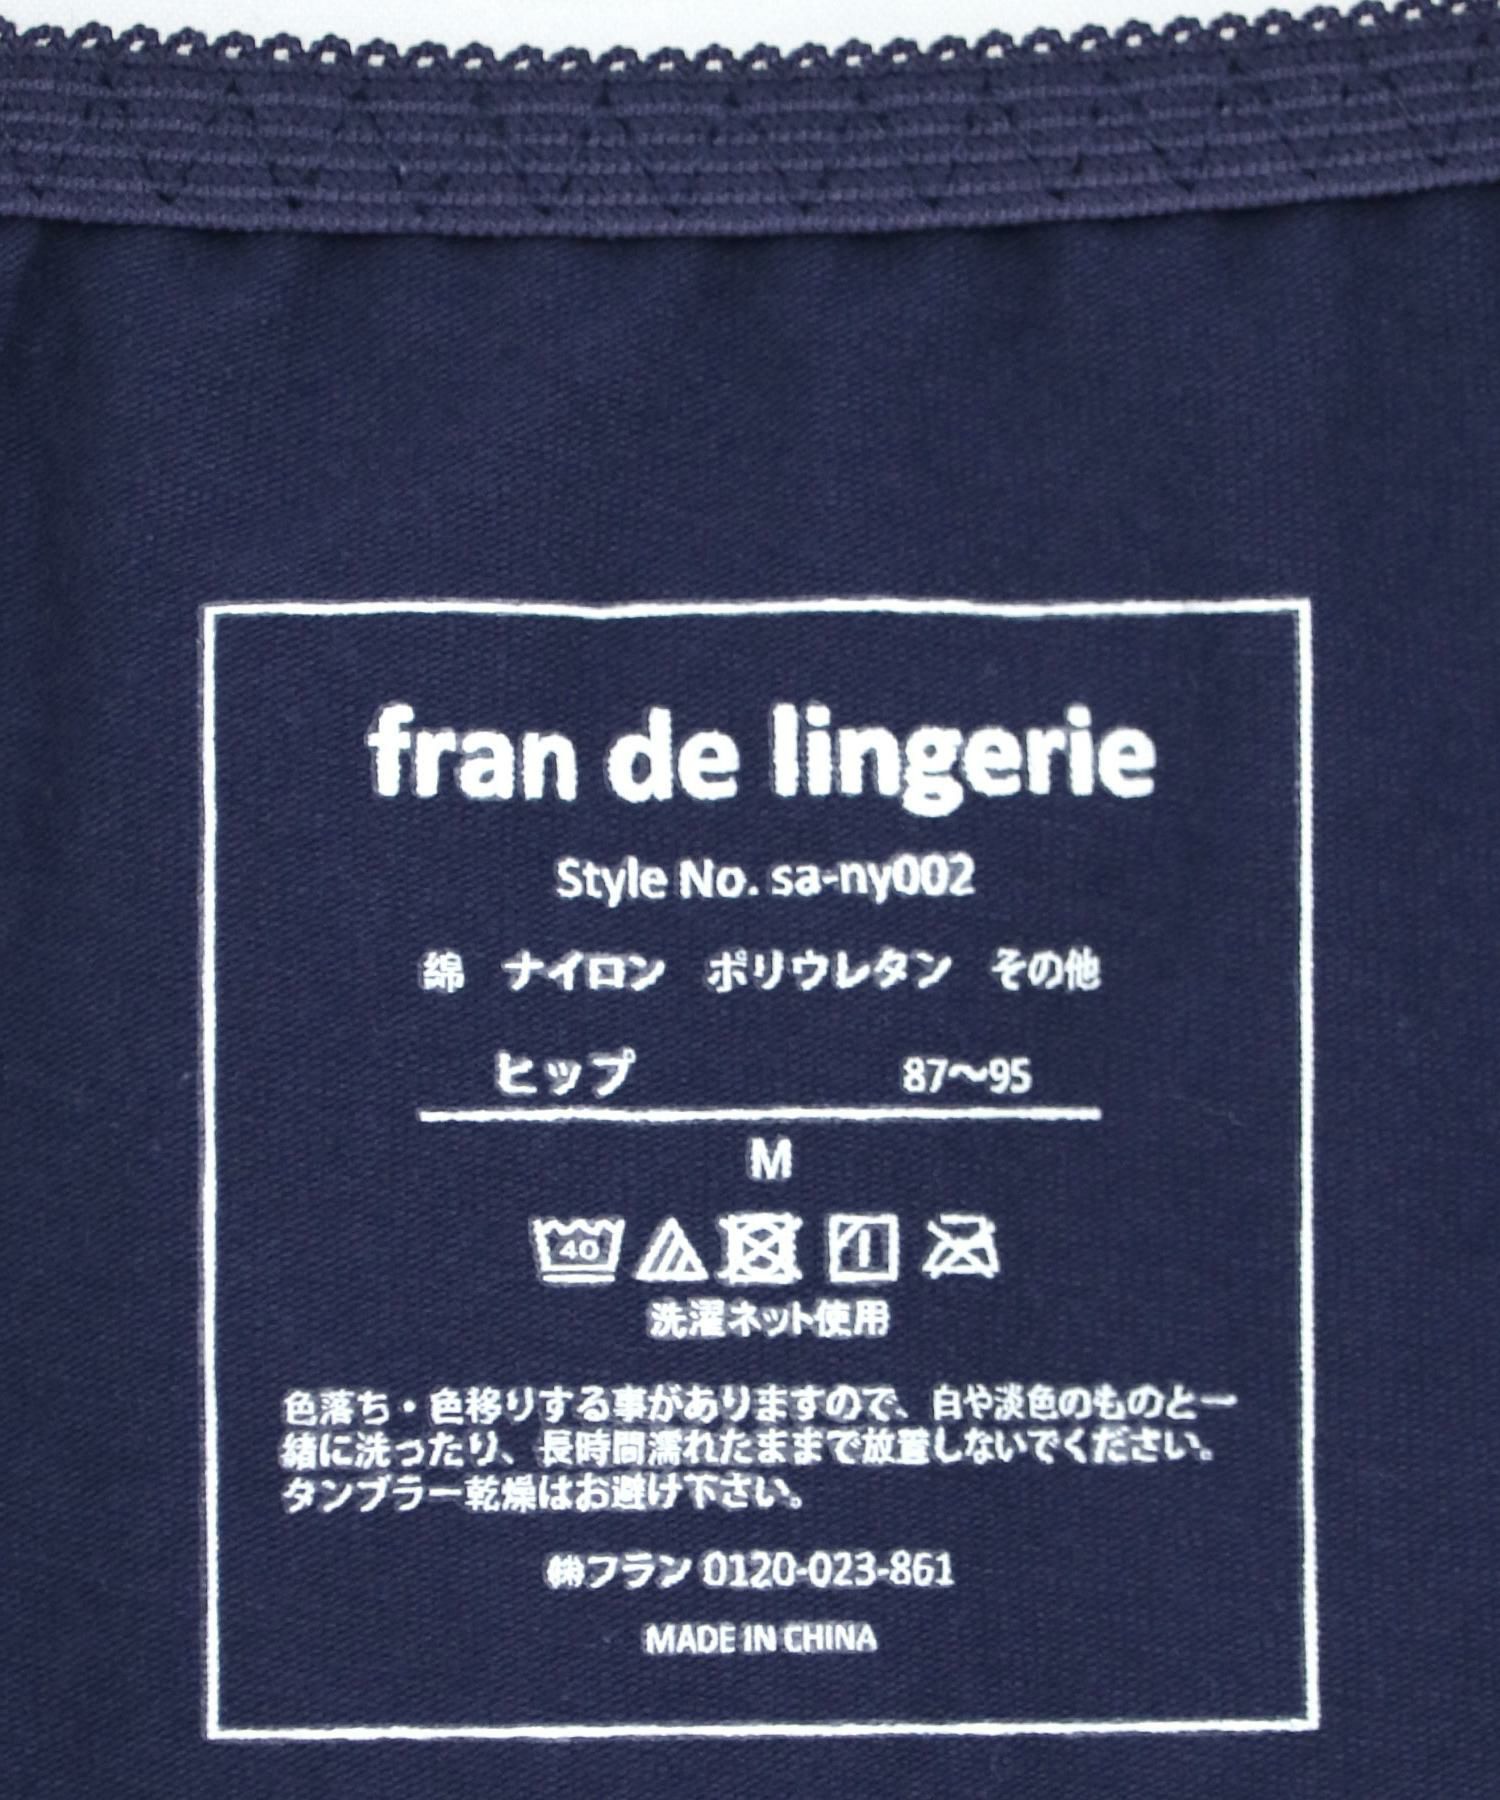 fran de lingerie
Style No. sa-ny002
綿　ナイロン　ポリウレタン　その他
ヒップ　87〜95
M
40
洗濯ネット使用
色落ち・色移りする事がありますので、白や淡色のものと一
緒に洗ったり、長時間濡れたままで放置しないでください。
タンブラー乾燥はお避け下さい。
㈱フラン 0120-023-861
MADE IN CHINA